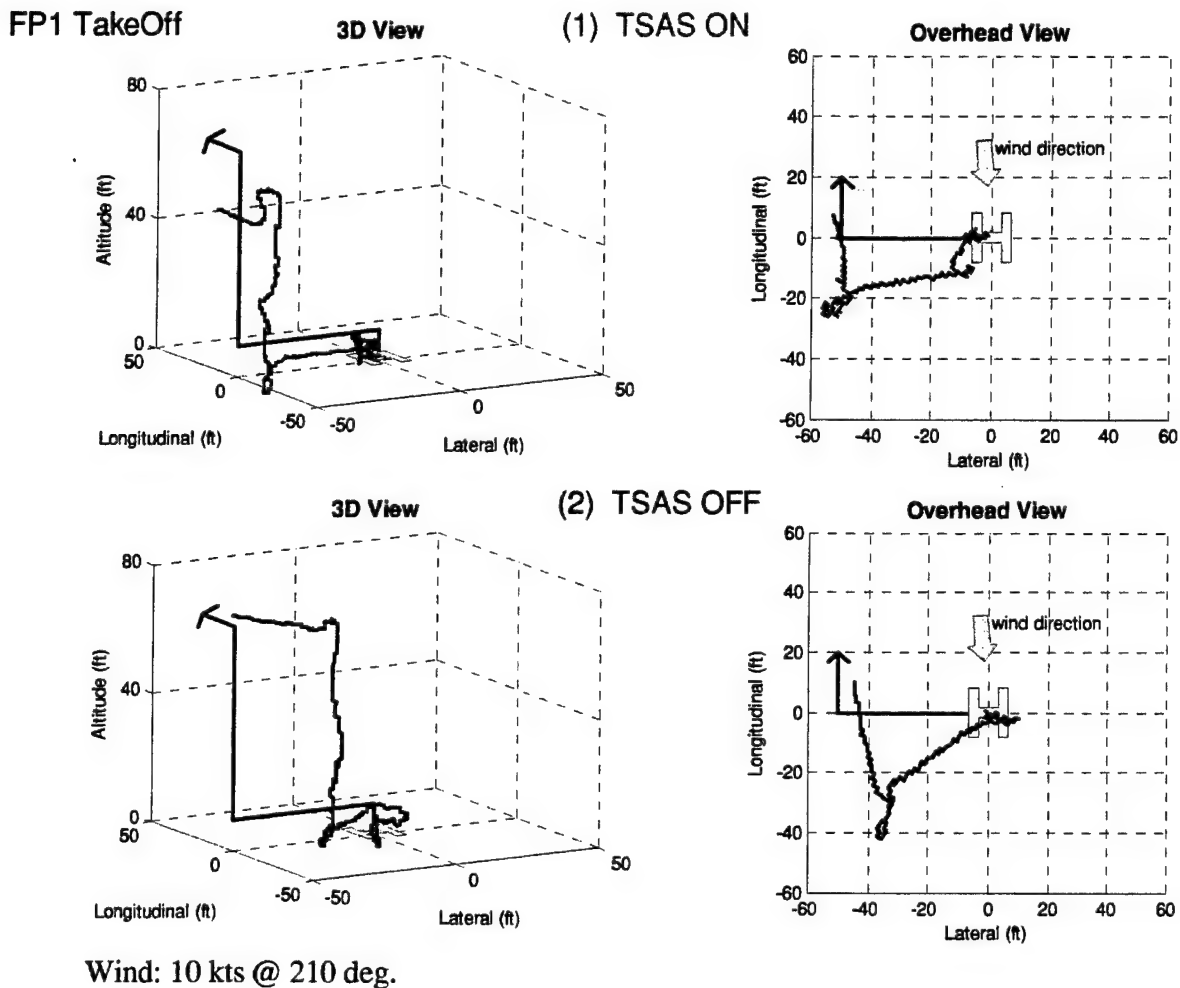 FP1 TakeOff
(1) TSAS ON
3D View
80
40
0
50
0
-50
-50
0
50
Altitude (ft)
Longitudinal (ft)
Lateral (ft)
Overhead View
60
40
20
0
-20
-40
-60
-60 -40 -20 0 20 40 60
wind direction
H
Longitudinal (ft)
Lateral (ft)
(2) TSAS OFF
3D View
80
40
0
50
0
-50
-50
0
50
Altitude (ft)
Longitudinal (ft)
Lateral (ft)
Overhead View
60
40
20
0
-20
-40
-60
-60 -40 -20 0 20 40 60
wind direction
H
Longitudinal (ft)
Lateral (ft)
Wind: 10 kts @ 210 deg.